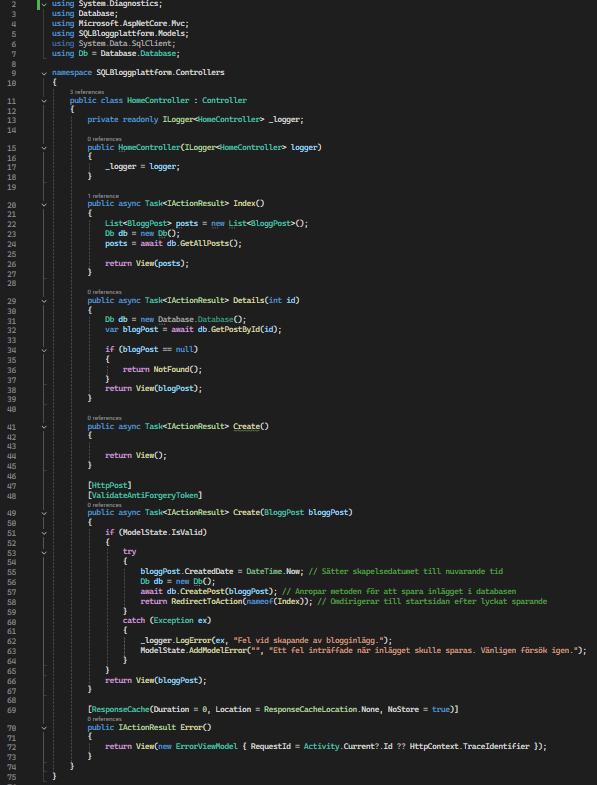 2 using System.Diagnostics;
3 using Database;
4 using Microsoft.AspNetCore.Mvc;
5 using SQLBloggplattform.Models;
6 using System.Data.SqlClient;
7 using Db = Database.Database;
8
9 namespace SQLBloggplattform.Controllers
10 {
3 references
11 public class HomeController : Controller
12 {
13 private readonly ILogger<HomeController> _logger;
14
0 references
15 public HomeController(ILogger<HomeController> logger)
16 {
17 _logger = logger;
18 }
19
1 reference
20 public async Task<IActionResult> Index()
21 {
22 List<BloggPost> posts = new List<BloggPost>();
23 Db db = new Db();
24 posts = await db.GetAllPosts();
25
26 return View(posts);
27 }
28
0 references
29 public async Task<IActionResult> Details(int id)
30 {
31 Db db = new Database.Database();
32 var blogPost = await db.GetPostById(id);
33
34 if (blogPost == null)
35 {
36 return NotFound();
37 }
38 return View(blogPost);
39 }
40
0 references
41 public async Task<IActionResult> Create()
42 {
43
44 return View();
45 }
46
47 [HttpPost]
48 [ValidateAntiForgeryToken]
0 references
49 public async Task<IActionResult> Create(BloggPost bloggPost)
50 {
51 if (ModelState.IsValid)
52 {
53 try
54 {
55 bloggPost.CreatedDate = DateTime.Now; // Sätter skapelsedatumet till nuvarande tid
56 Db db = new Db();
57 await db.CreatePost(bloggPost); // Anropar metoden för att spara inlägget i databasen
58 return RedirectToAction(nameof(Index)); // Omdirigerar till startsidan efter lyckat sparande
59 }
60 catch (Exception ex)
61 {
62 _logger.LogError(ex, "Fel vid skapande av blogginlägg.");
63 ModelState.AddModelError("", "Ett fel inträffade när inlägget skulle sparas. Vänligen försök igen.");
64 }
65 }
66 return View(bloggPost);
67 }
68
69 [ResponseCache(Duration = 0, Location = ResponseCacheLocation.None, NoStore = true)]
0 references
70 public IActionResult Error()
71 {
72 return View(new ErrorViewModel { RequestId = Activity.Current?.Id ?? HttpContext.TraceIdentifier });
73 }
74 }
75 }